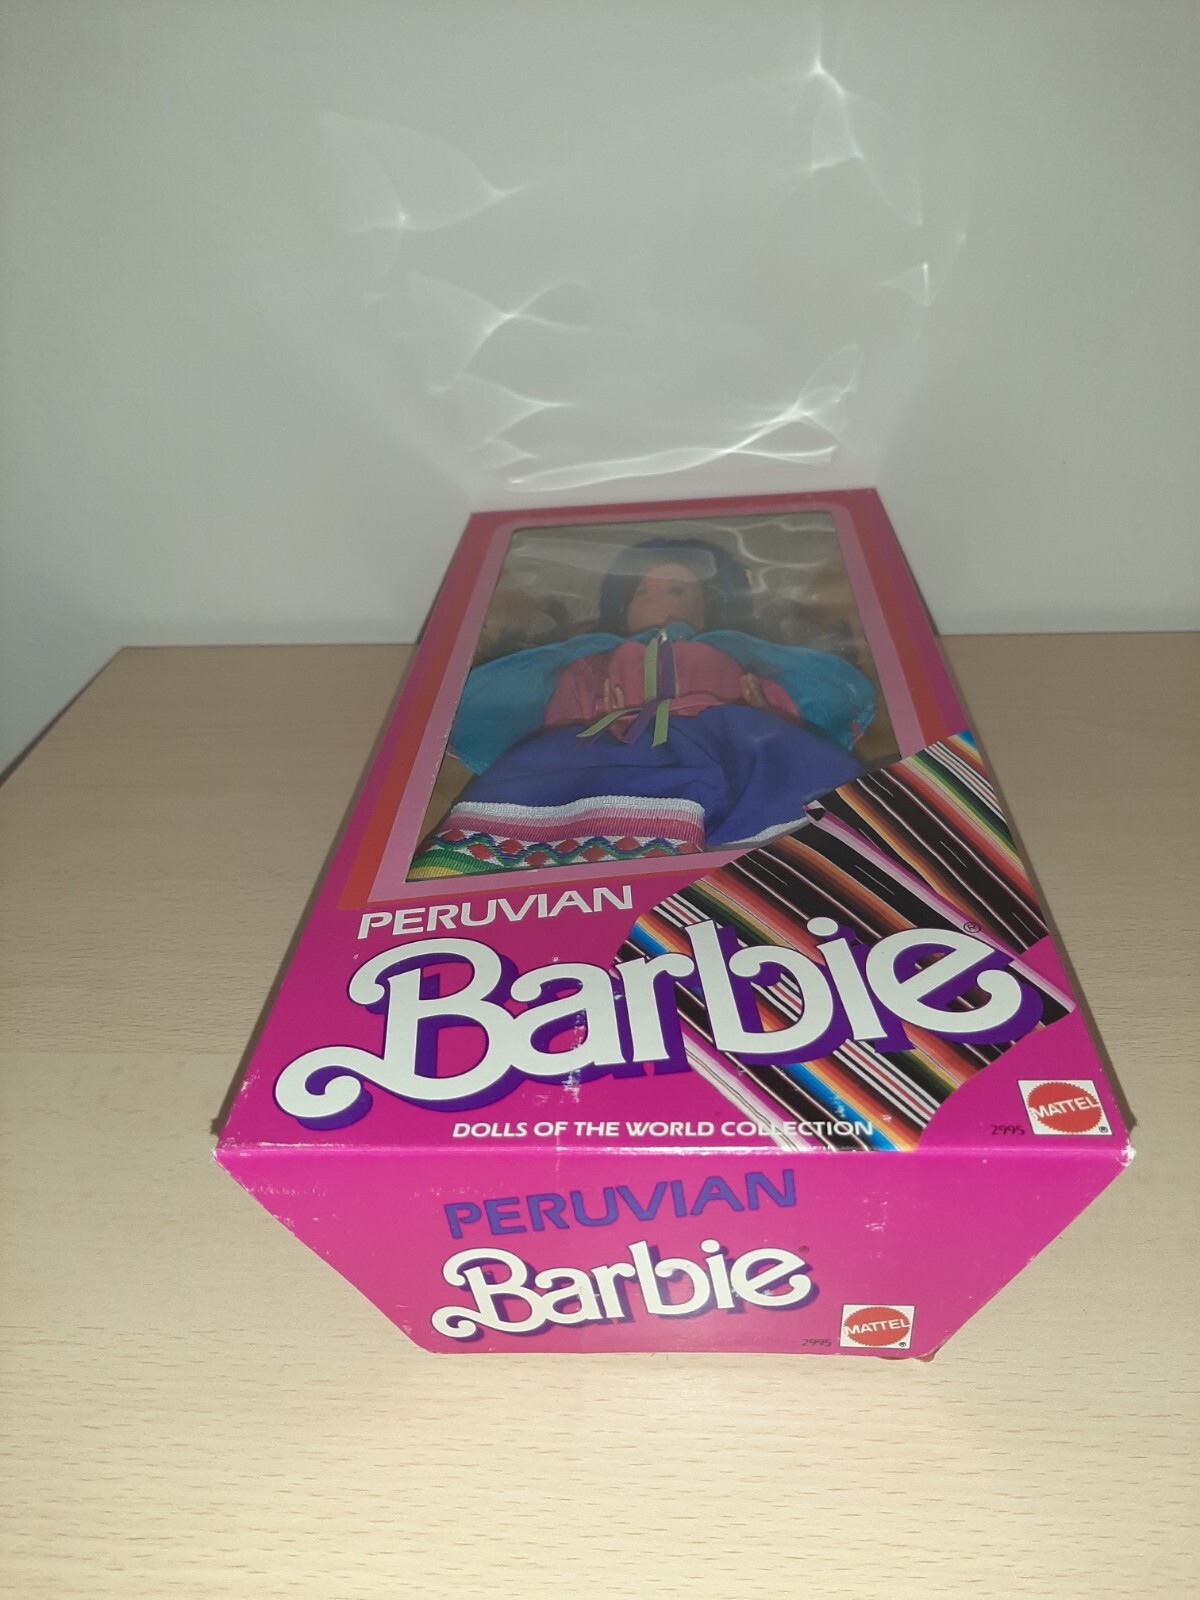 PERUVIAN
Barbie®
DOLLS OF THE WORLD COLLECTION
2995
MATTEL®
PERUVIAN
Barbie®
2995
MATTEL®